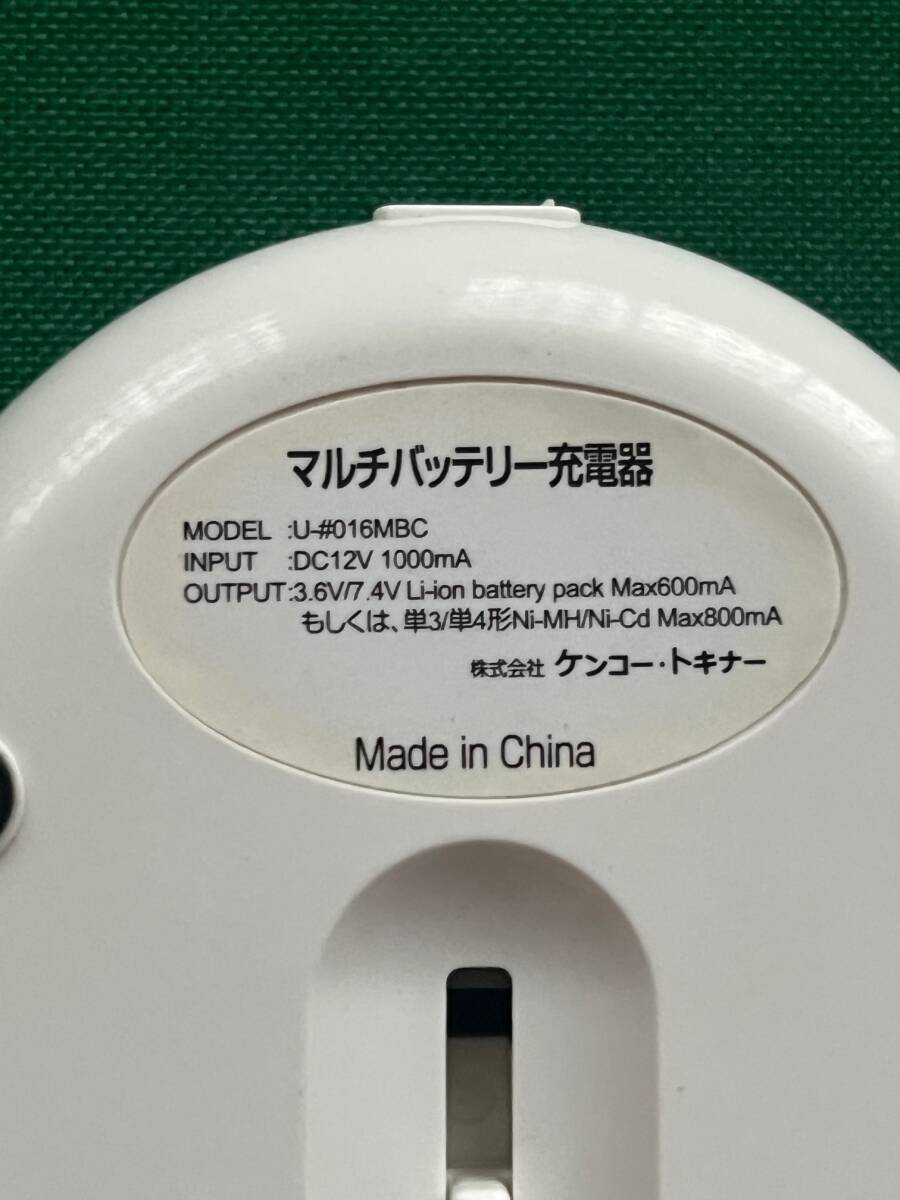 マルチバッテリー充電器
MODEL :U-#016MBC
INPUT :DC12V 1000mA
OUTPUT:3.6V/7.4V Li-ion battery pack Max600mA
もしくは、単3/単4形Ni-MH/Ni-Cd Max800mA
株式会社 ケンコー・トキナー
Made in China